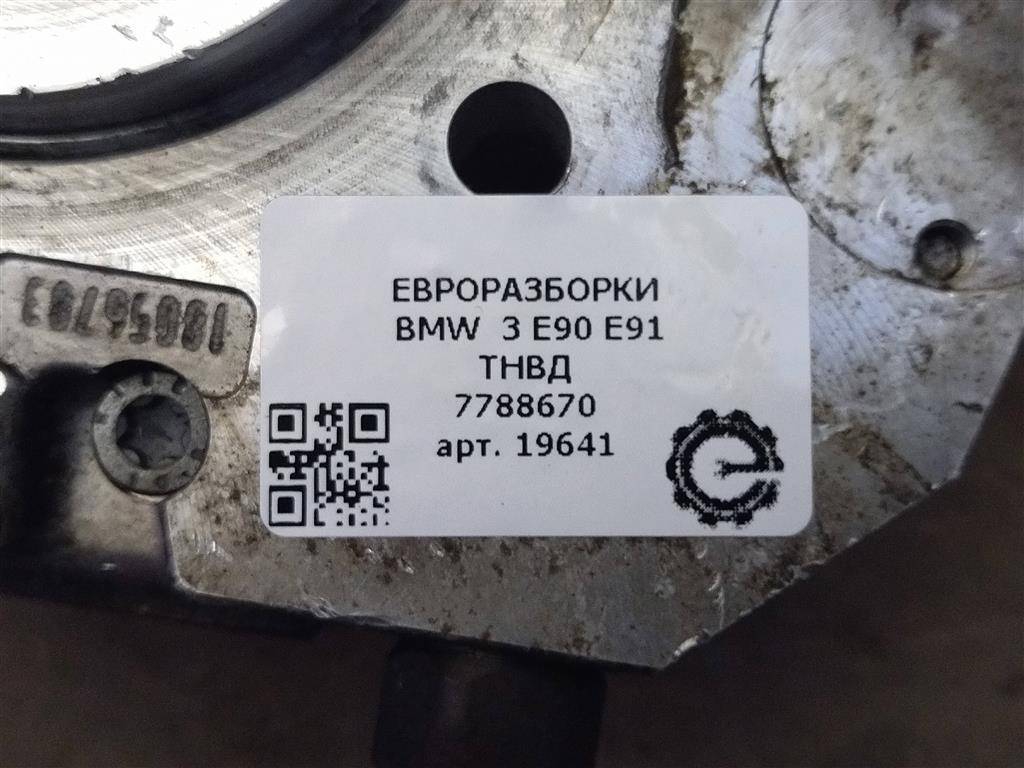 ЕВРОРАЗБОРКИ
BMW 3 E90 E91
ТНВД
7788670
арт. 19641